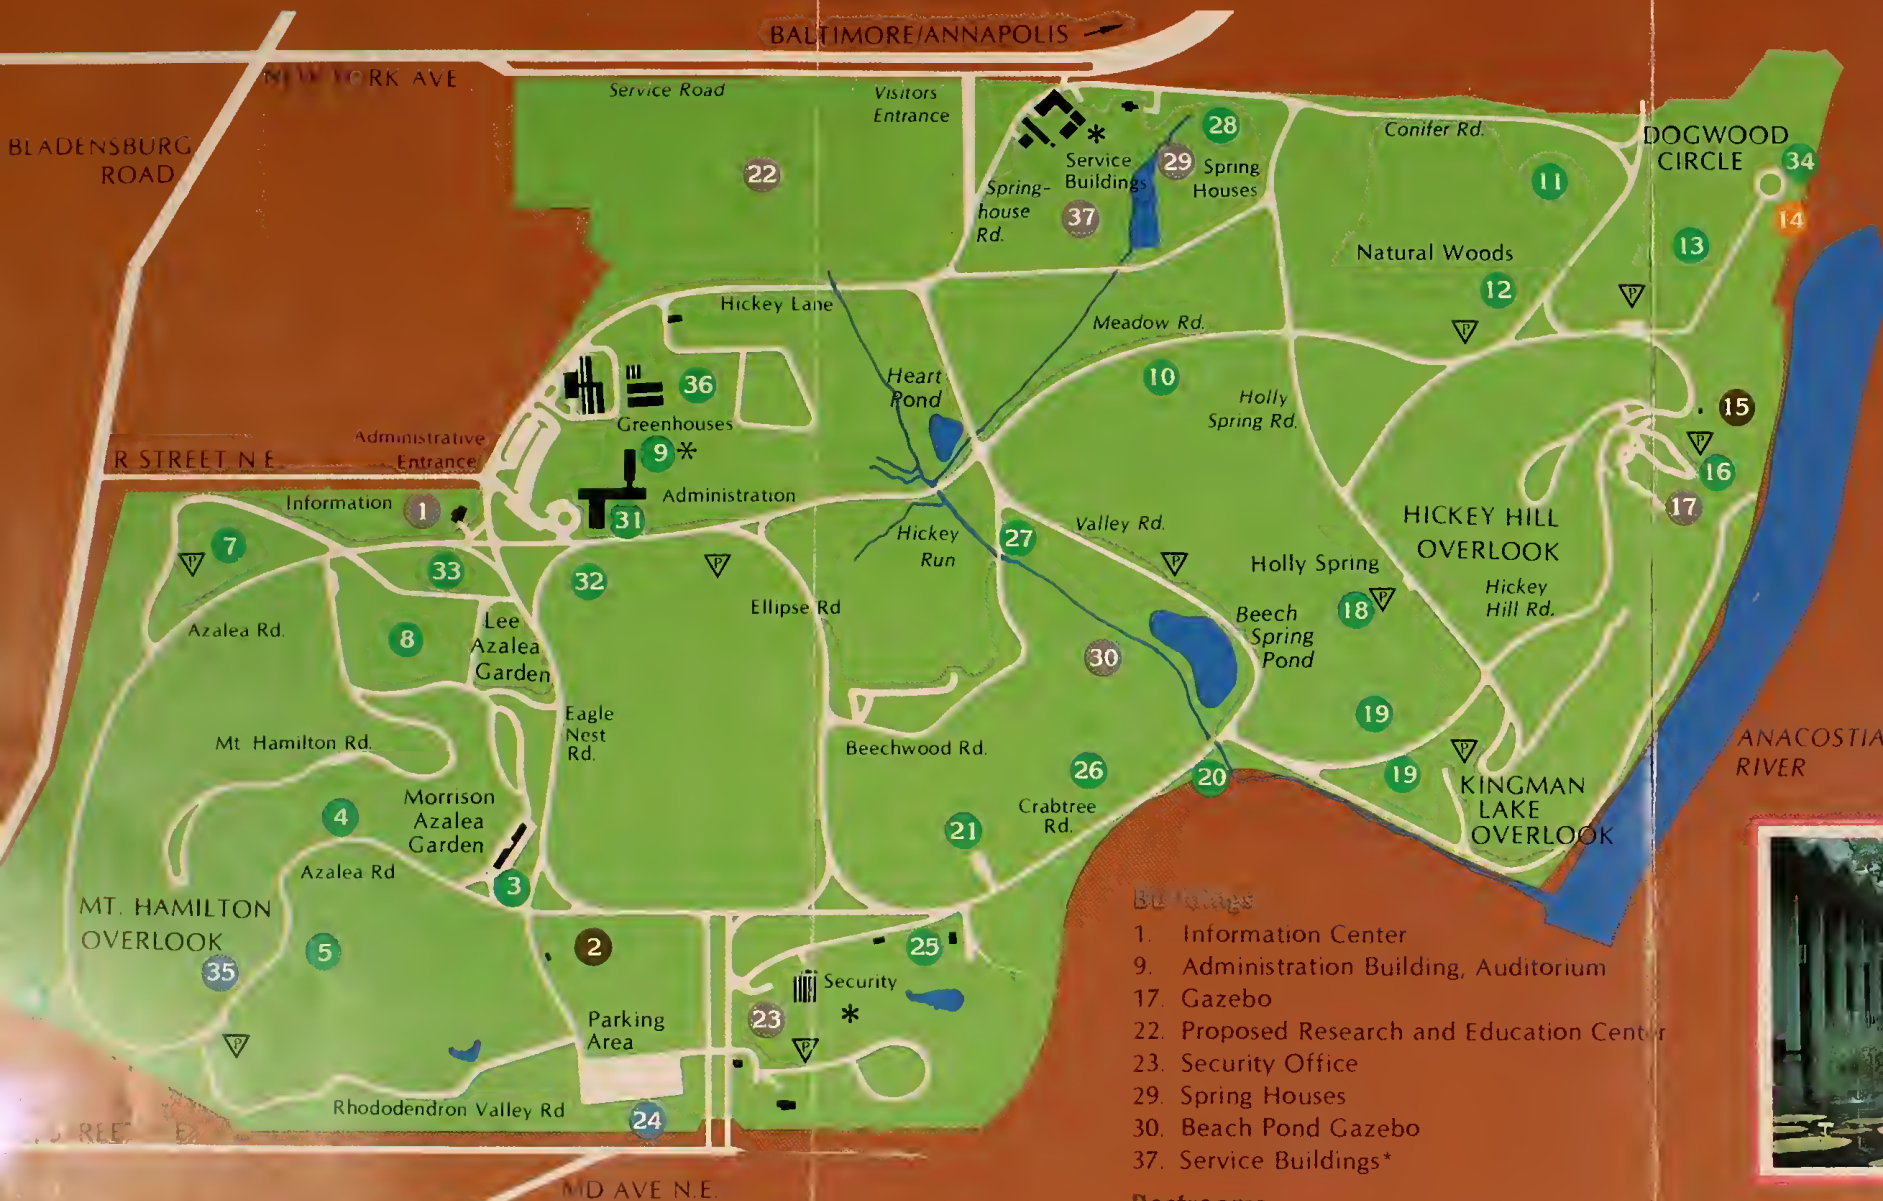 BALTIMORE/ANNAPOLIS
NEW YORK AVE
BLADENSBURG
ROAD
Service Road
Visitors
Entrance
22
28
Service
Buildings
*
29
Spring
Houses
Spring-
house
Rd.
37
Conifer Rd.
DOGWOOD
CIRCLE
34
11
14
13
Natural Woods
12
P
P
Hickey Lane
Meadow Rd.
Heart
Pond
10
Holly
Spring Rd.
36
Greenhouses
9
*
15
P
16
17
Administrative
Entrance
R STREET N.E.
Information
1
Administration
31
HICKEY HILL
OVERLOOK
7
P
33
32
P
Hickey
Run
27
Valley Rd.
P
Holly Spring
18
P
Hickey
Hill Rd.
Ellipse Rd
Azalea Rd.
8
Lee
Azalea
Garden
Beech
Spring
Pond
30
Eagle
Nest
Rd.
19
Mt Hamilton Rd.
Beechwood Rd.
P
ANACOSTIA
RIVER
26
20
19
KINGMAN
LAKE
OVERLOOK
Morrison
Azalea
Garden
4
Crabtree
Rd.
21
Azalea Rd
3
MT. HAMILTON
OVERLOOK
35
5
2
25
Security
*
23
P
P
Parking
Area
Rhododendron Valley Rd
24
MD AVE N.E.
Buildings
1. Information Center
9. Administration Building, Auditorium
17. Gazebo
22. Proposed Research and Education Center
23. Security Office
29. Spring Houses
30. Beach Pond Gazebo
37. Service Buildings*